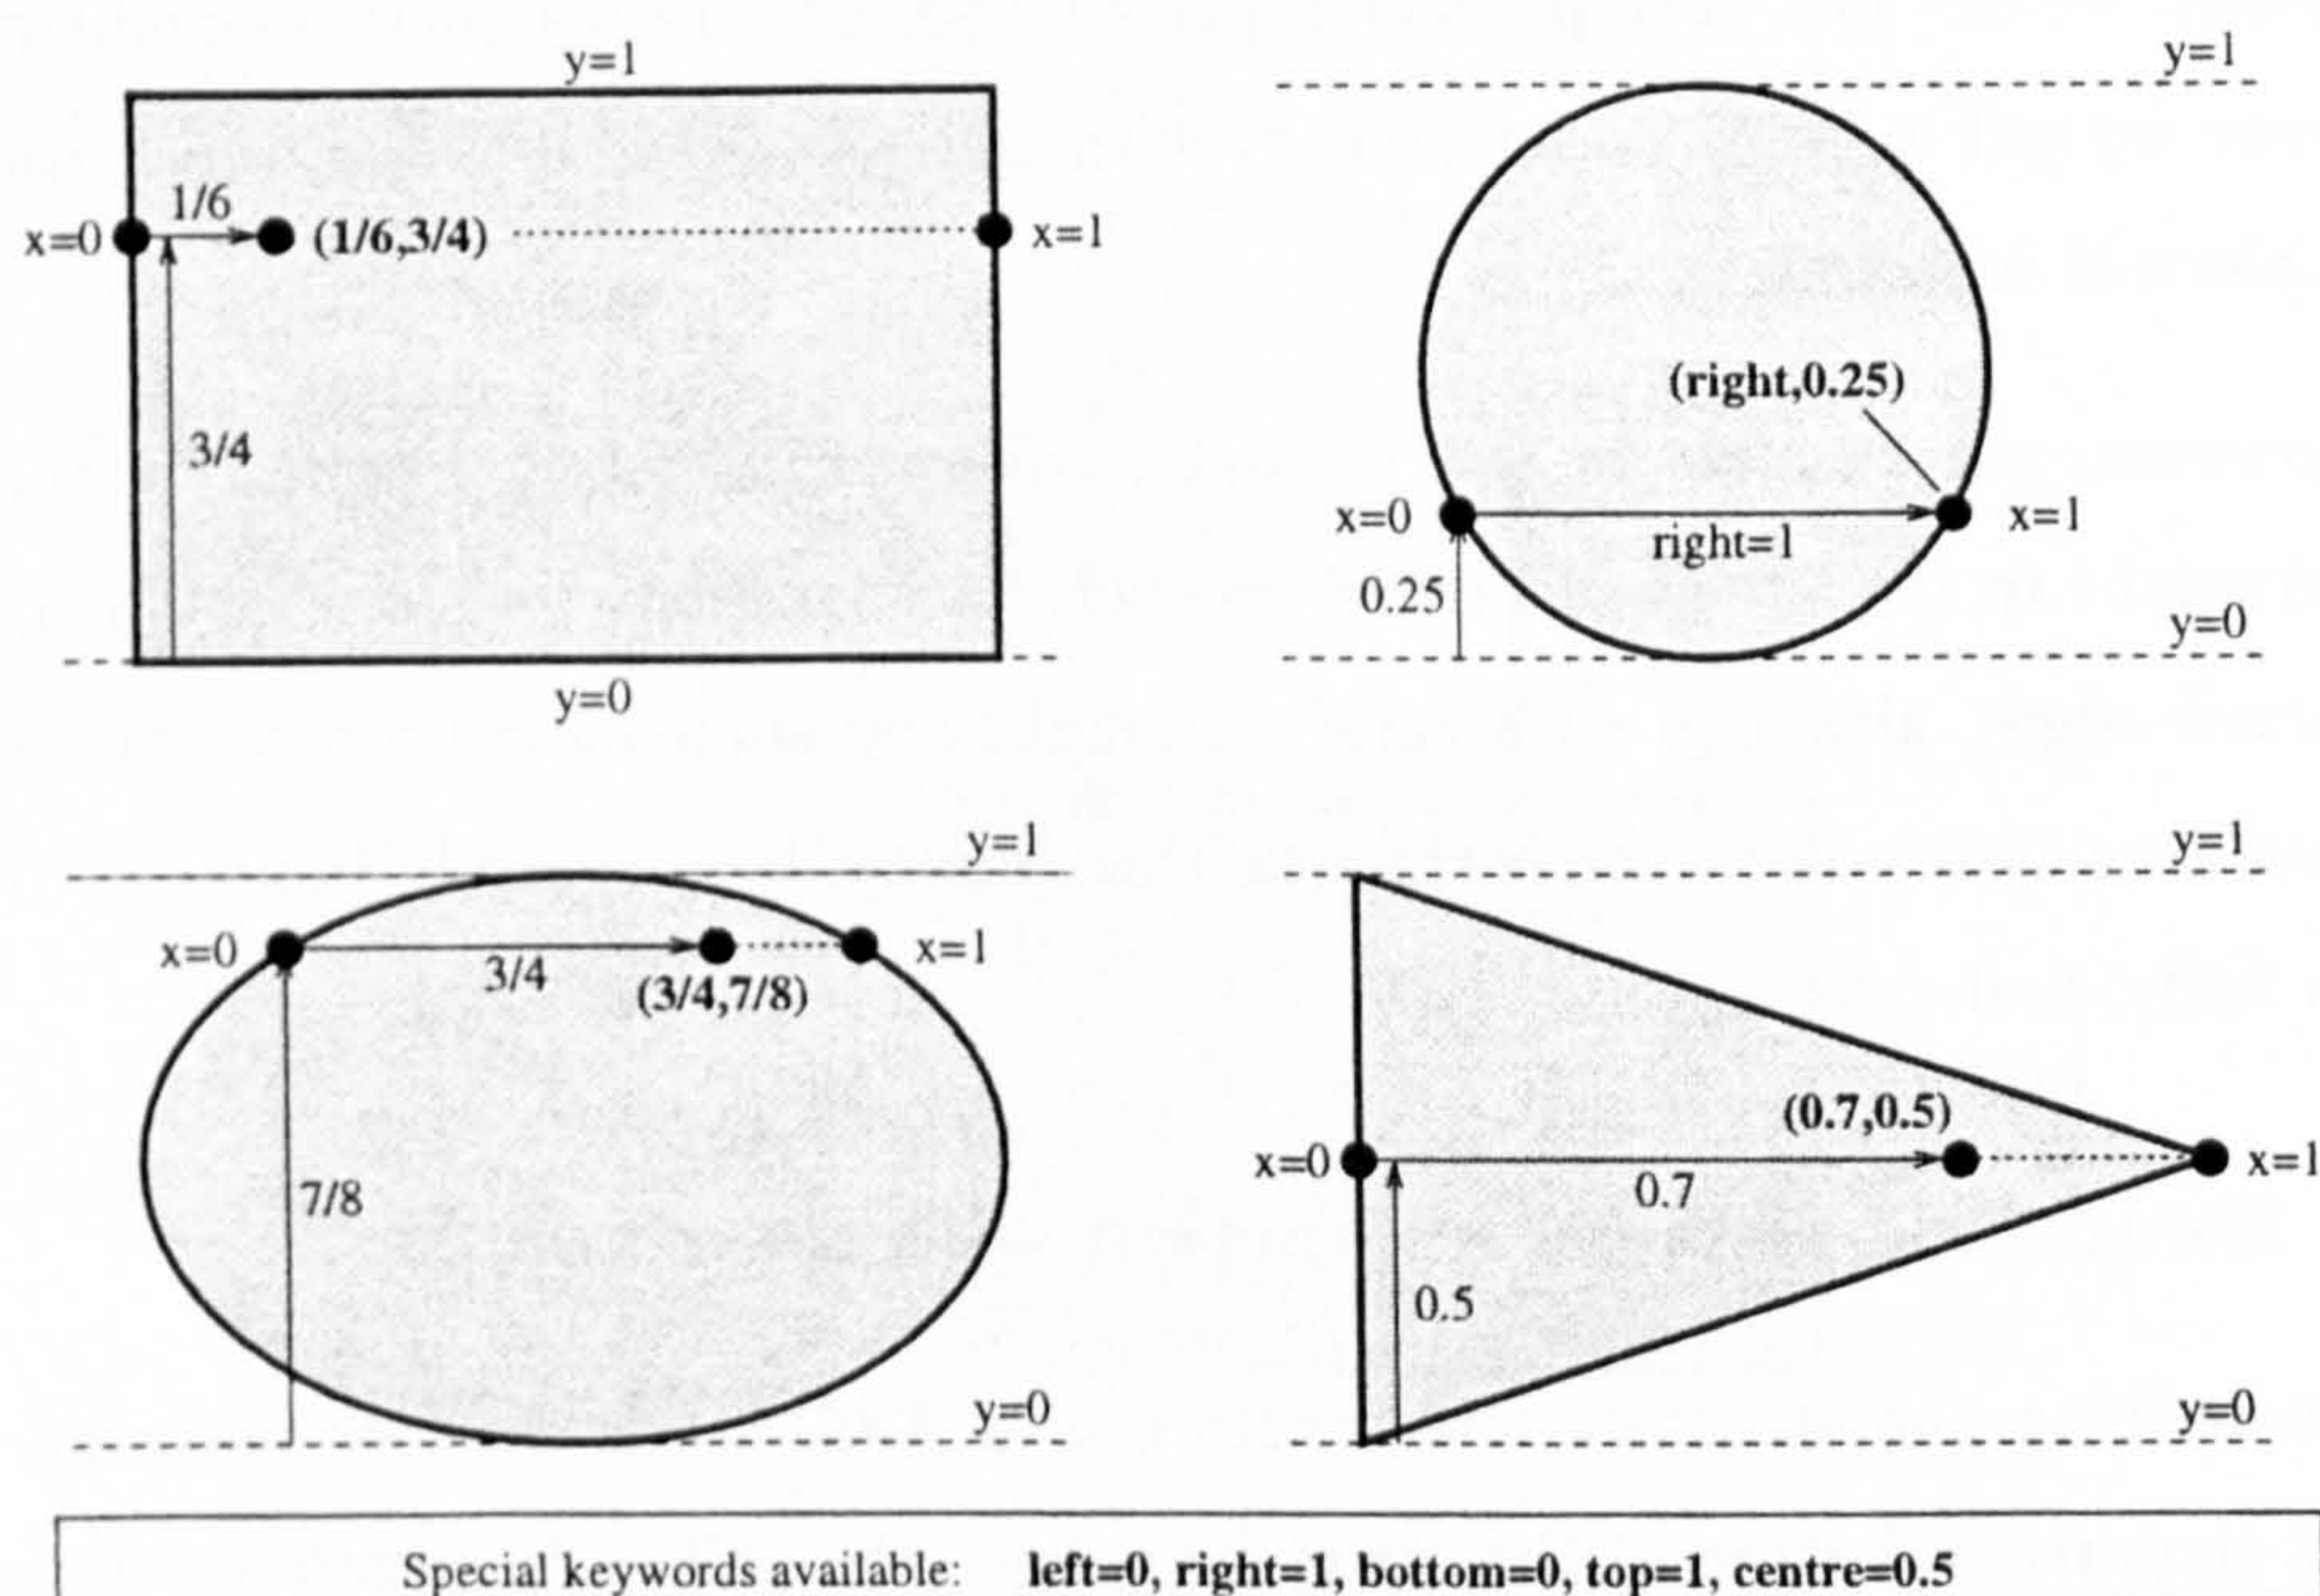 y=1
1/6
x=0
(1/6,3/4)
x=1
3/4
y=0
y=1
(right,0.25)
x=0
x=1
right=1
0.25
y=0
y=1
x=0
x=1
3/4
(3/4,7/8)
7/8
y=0
y=1
(0.7,0.5)
x=0
x=1
0.7
0.5
y=0
Special keywords available: left=0, right=1, bottom=0, top=1, centre=0.5